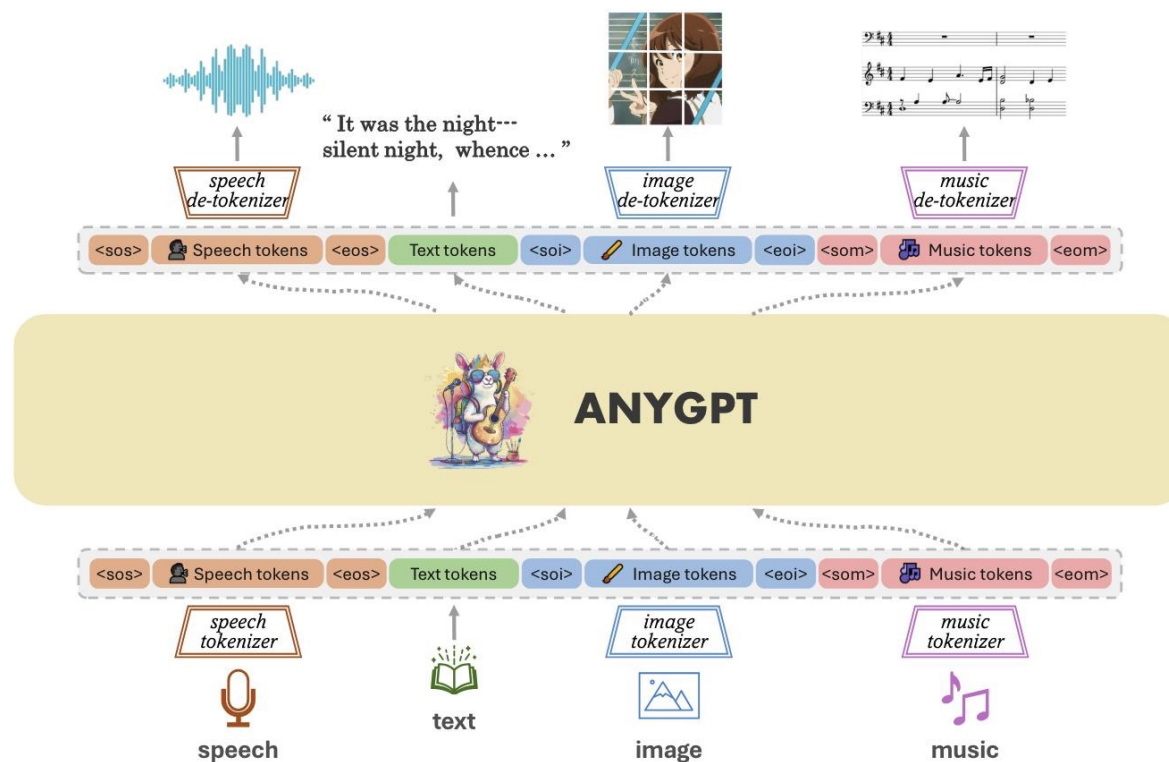 “ It was the night---
silent night, whence ... ”
speech
de-tokenizer
image
de-tokenizer
music
de-tokenizer
<sos> Speech tokens <eos> Text tokens <soi> Image tokens <eoi> <som> Music tokens <eom>
ANYGPT
<sos> Speech tokens <eos> Text tokens <soi> Image tokens <eoi> <som> Music tokens <eom>
speech
tokenizer
image
tokenizer
music
tokenizer
text
speech
image
music